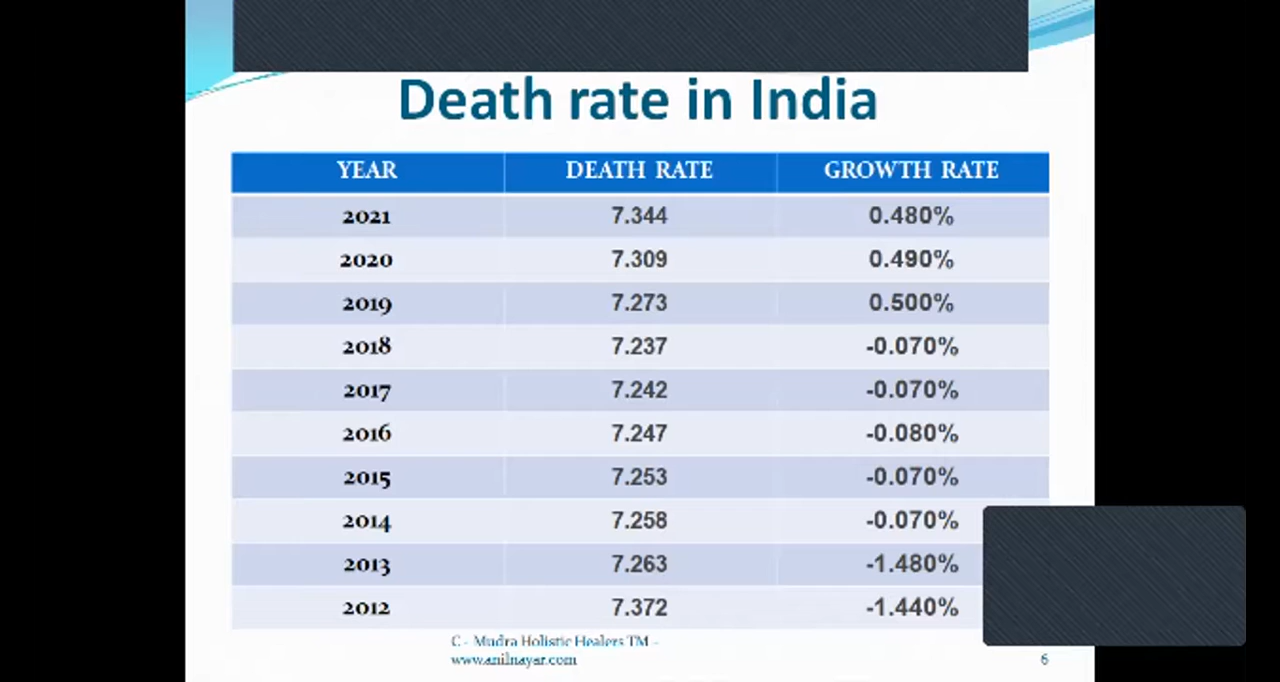 Death rate in India
YEAR DEATH RATE GROWTH RATE
2021 7.344 0.480%
2020 7.309 0.490%
2019 7.273 0.500%
2018 7.237 -0.070%
2017 7.242 -0.070%
2016 7.247 -0.080%
2015 7.253 -0.070%
2014 7.258 -0.070%
2013 7.263 -1.480%
2012 7.372 -1.440%
C - Mudra Holistic Healers TM -
www.anilnayar.com
6